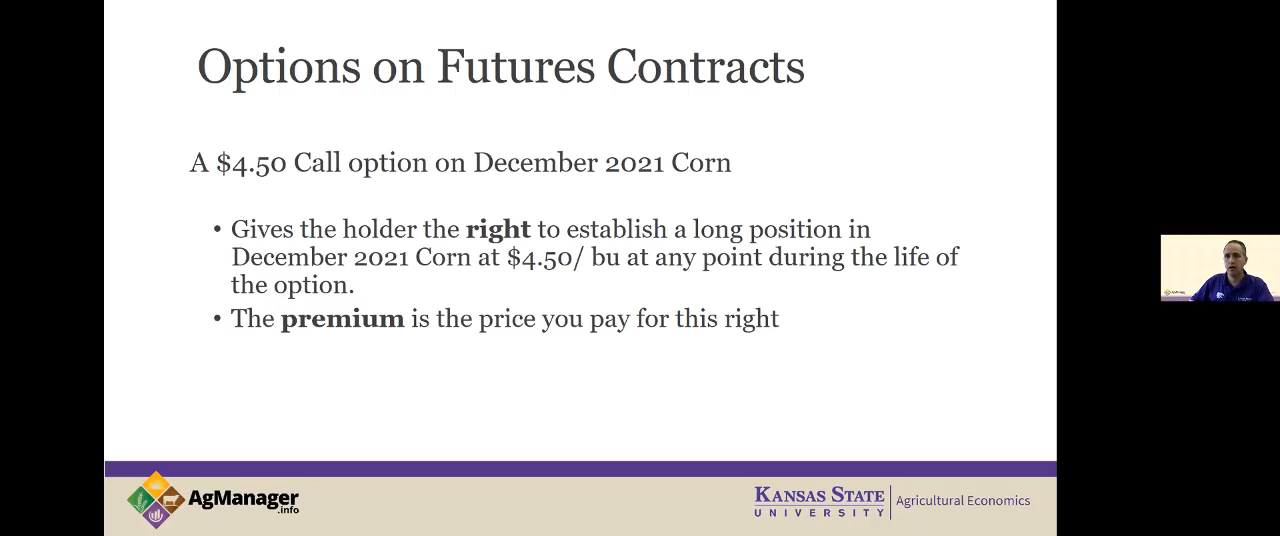 Options on Futures Contracts
A $4.50 Call option on December 2021 Corn
• Gives the holder the right to establish a long position in
December 2021 Corn at $4.50/ bu at any point during the life of
the option.
• The premium is the price you pay for this right
AgManager
.info
KANSAS STATE
UNIVERSITY
Agricultural Economics